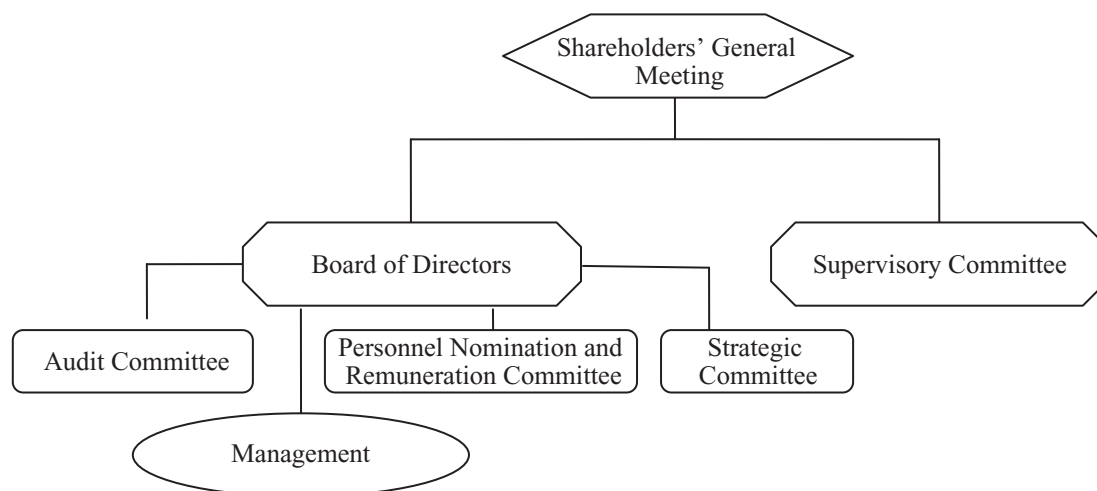 Shareholders’ General
Meeting
Board of Directors
Supervisory Committee
Audit Committee
Personnel Nomination and
Remuneration Committee
Strategic
Committee
Management